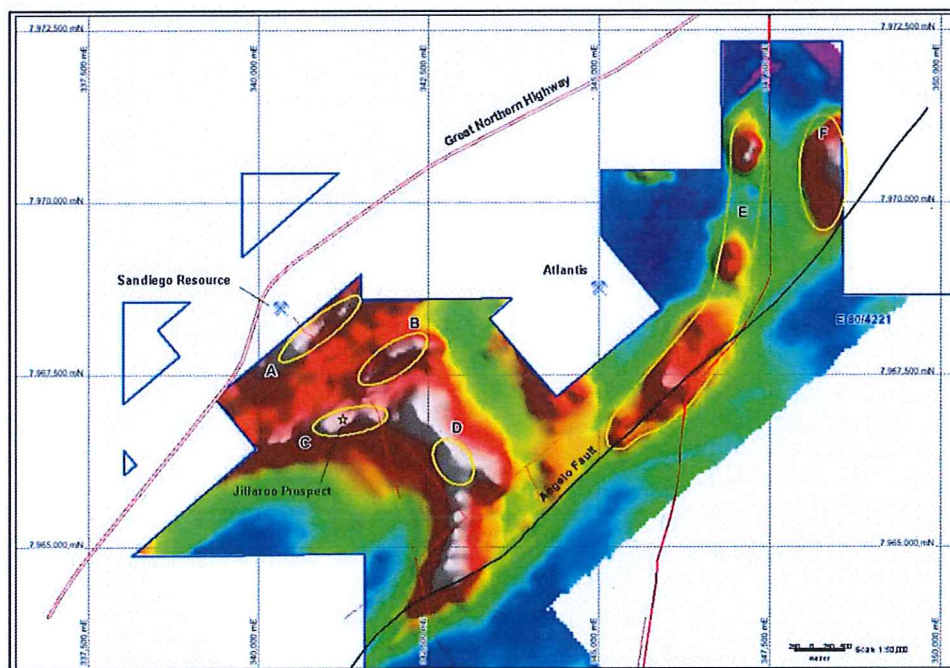 7,972,500 mN
337,500 mE
340,000 mE
342,500 mE
345,000 mE
347,500 mE
350,000 mE
7,972,500 mN
Great Northern Highway
F
7,970,000 mN
7,970,000 mN
E
Sandiego Resource
Atlantis
E 80/4221
B
A
7,967,500 mN
7,967,500 mN
C
D
Jillaroo Prospect
Angelo Fault
7,965,000 mN
7,965,000 mN
337,500 mE
340,000 mE
342,500 mE
345,000 mE
347,500 mE
350,000 mE
Scale 1:50,000